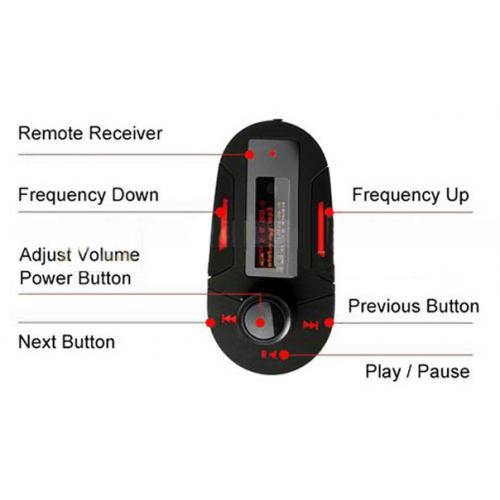 Remote Receiver
Frequency Down
Frequency Up
Adjust Volume
Power Button
Previous Button
Next Button
Play / Pause